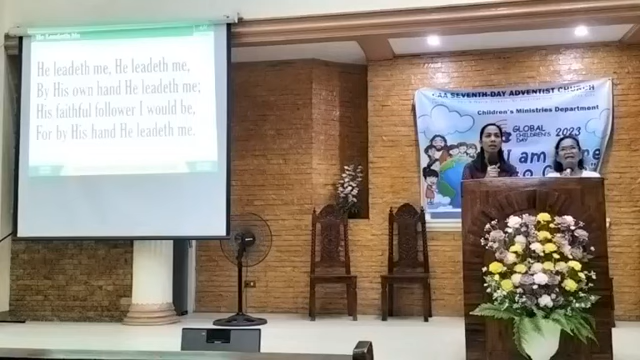 He Leadeth Me
He leadeth me, He leadeth me,
By His own hand He leadeth me;
His faithful follower I would be,
For by His hand He leadeth me.
SEVENTH-DAY ADVENTIST CHURCH
Children's Ministries Department
GLOBAL
CHILDREN'S
DAY
2023